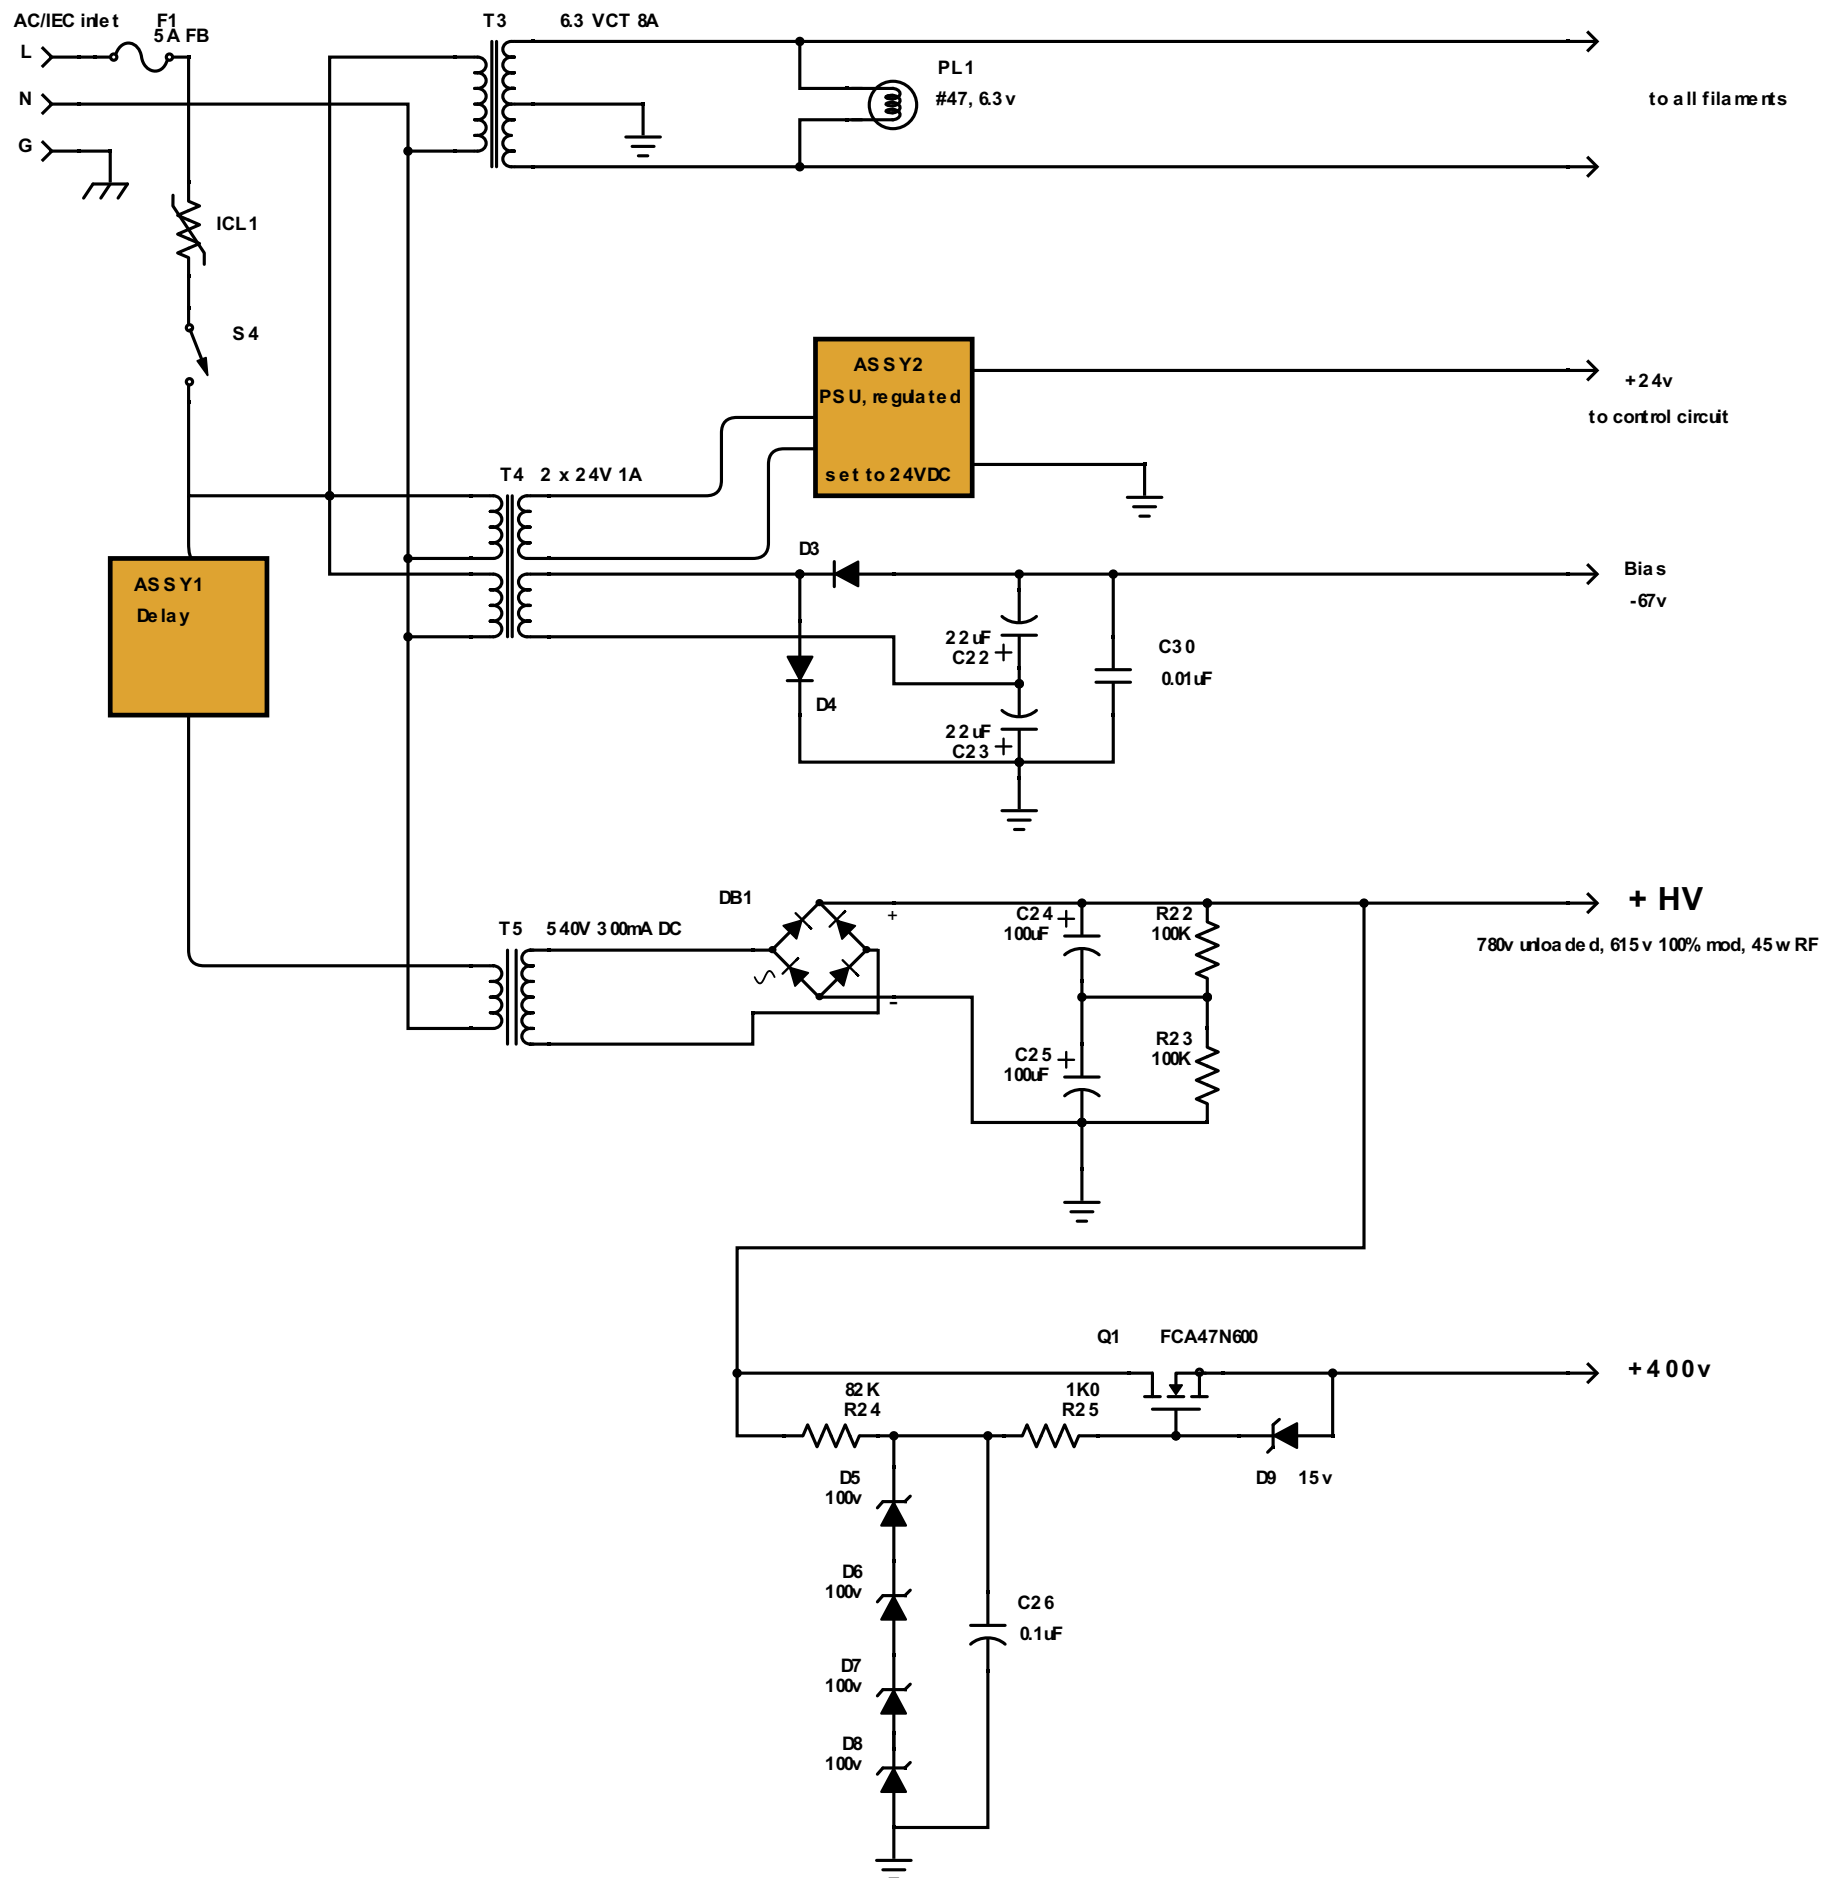 AC/IEC inlet
F1
5A FB
L
N
G
ICL1
S4
T3
6.3 VCT 8A
PL1
#47, 6.3v
to all filaments
ASSY2
PSU, regulated
set to 24VDC
+24v
to control circuit
T4 2 x 24V 1A
ASSY1
Delay
D3
D4
22uF
C22 +
22uF
C23 +
C30
0.01uF
Bias
-67v
T5 540V 300mA DC
DB1
+
-
C24 +
100uF
R22
100K
C25 +
100uF
R23
100K
+ HV
780v unloaded, 615v 100% mod, 45w RF
Q1 FCA47N600
+400v
82K
R24
1K0
R25
D9 15v
D5
100v
D6
100v
D7
100v
D8
100v
C26
0.1uF